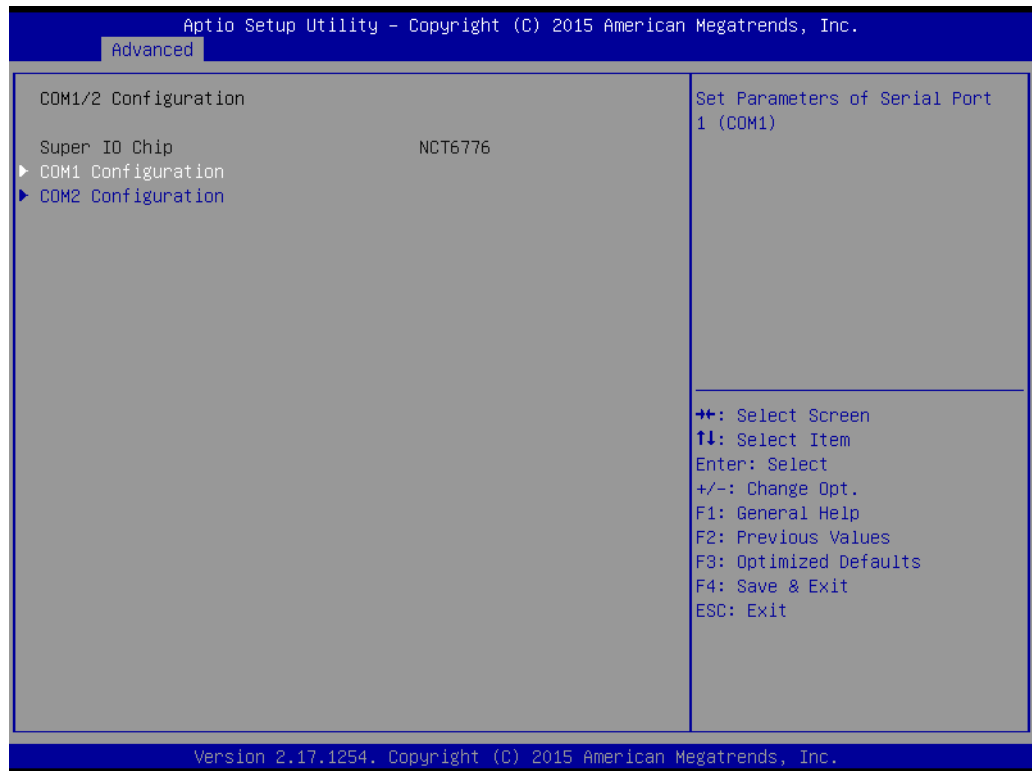 Aptio Setup Utility – Copyright (C) 2015 American Megatrends, Inc.
Advanced
COM1/2 Configuration
Super IO Chip NCT6776
▶ COM1 Configuration
▶ COM2 Configuration
Set Parameters of Serial Port
1 (COM1)
→←: Select Screen
↑↓: Select Item
Enter: Select
+/-: Change Opt.
F1: General Help
F2: Previous Values
F3: Optimized Defaults
F4: Save & Exit
ESC: Exit
Version 2.17.1254. Copyright (C) 2015 American Megatrends, Inc.